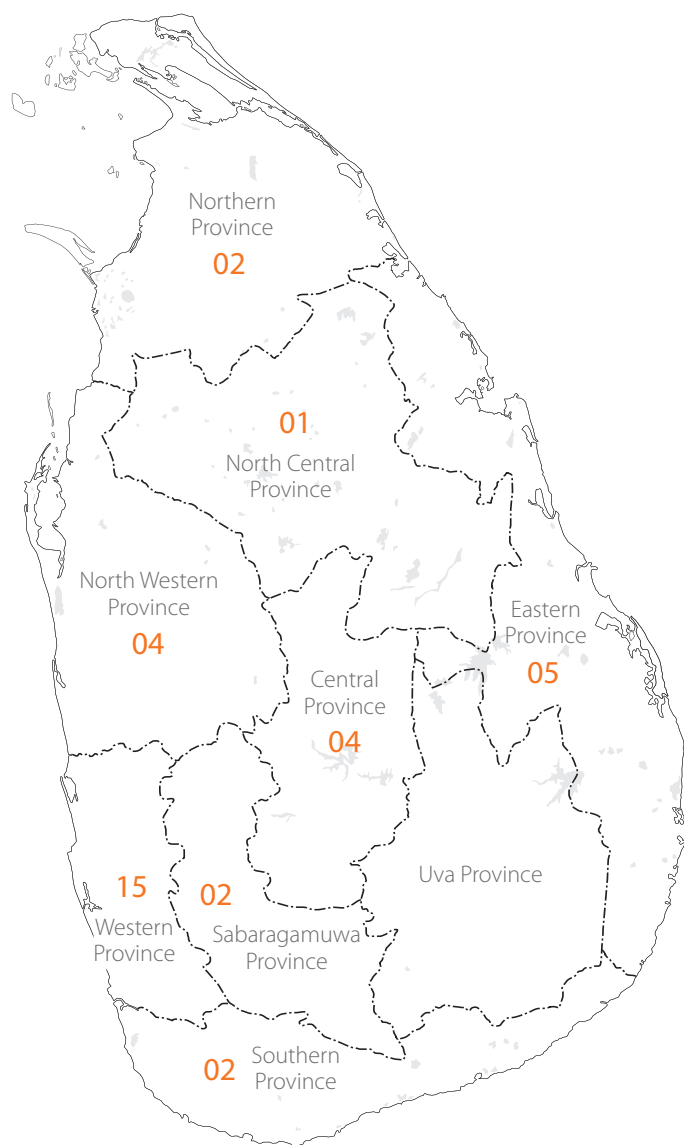 Northern
Province
02
01
North Central
Province
North Western
Province
04
Eastern
Province
05
Central
Province
04
Uva Province
15
Western
Province
02
Sabaragamuwa
Province
02
Southern
Province